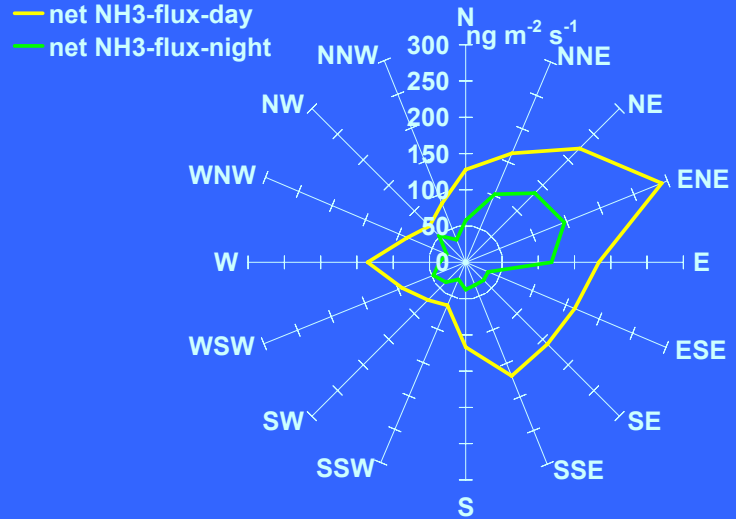 net NH3-flux-day
net NH3-flux-night
N
ng m-2 s-1
300
250
200
150
100
50
0
NNE
NE
ENE
E
ESE
SE
SSE
S
SSW
SW
WSW
W
WNW
NW
NNW